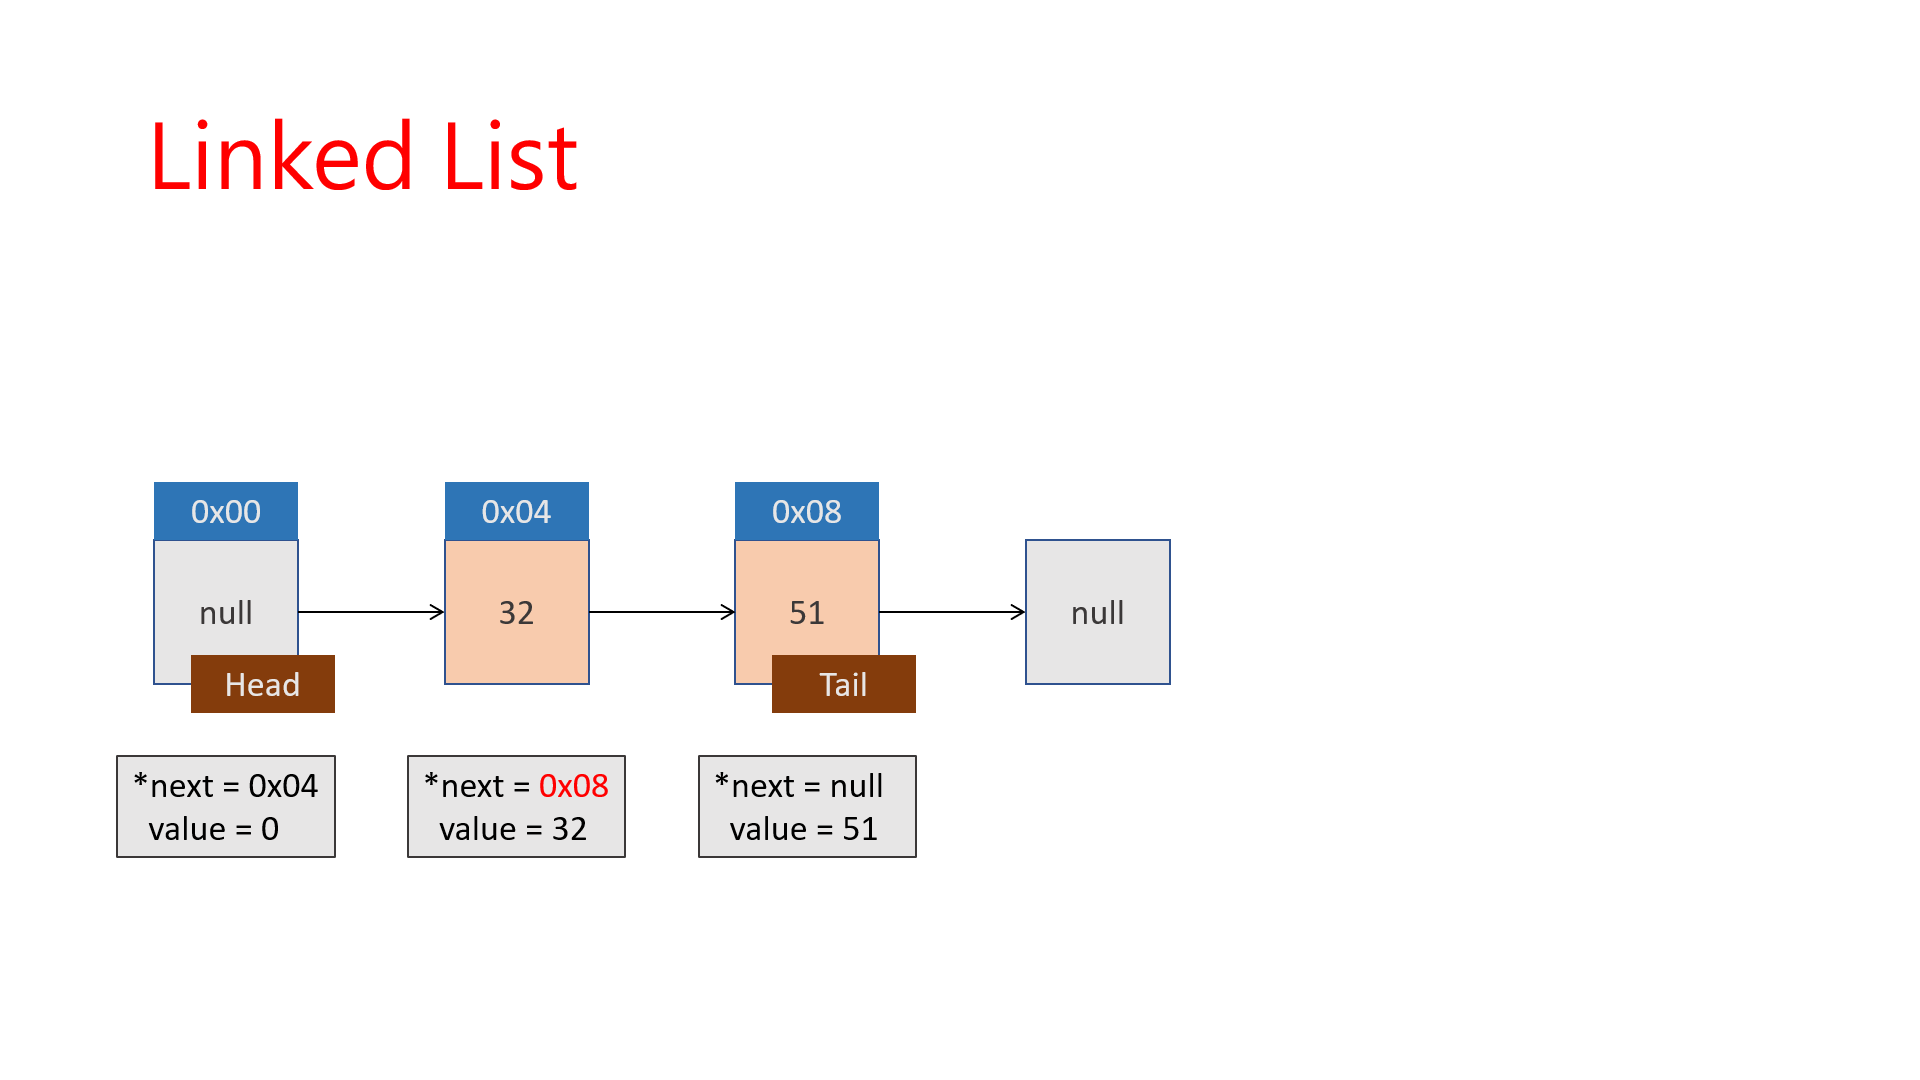 Linked List
0x00
0x04
0x08
null
32
51
null
Head
Tail
*next = 0x04
value = 0
*next = 0x08
value = 32
*next = null
value = 51